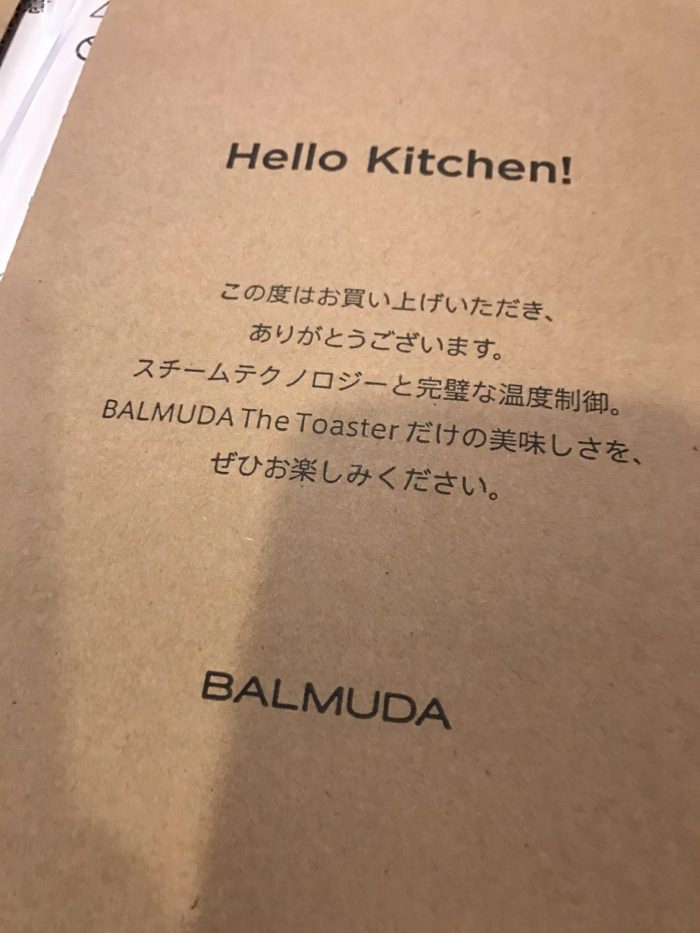 Hello Kitchen!
この度はお買い上げいただき、
ありがとうございます。
スチームテクノロジーと完璧な温度制御。
BALMUDA The Toaster だけの美味しさを、
ぜひお楽しみください。
BALMUDA